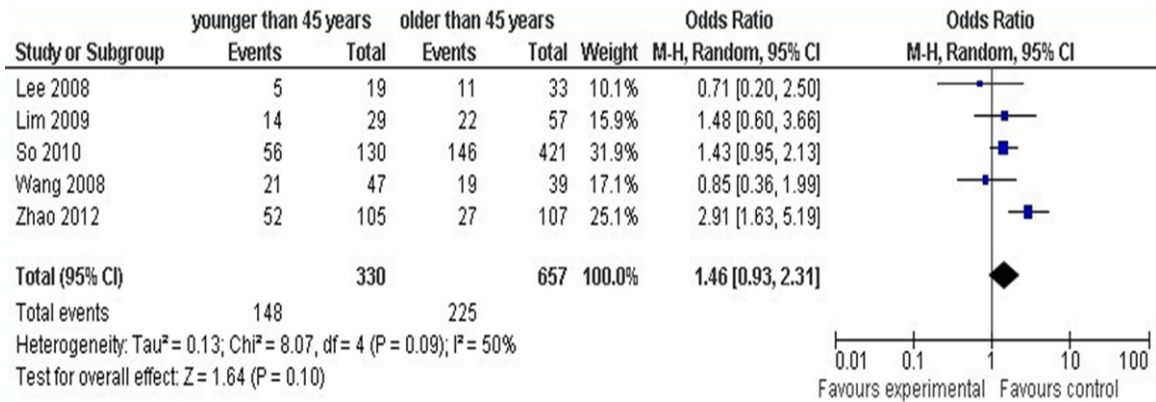 younger than 45 years older than 45 years Odds Ratio Odds Ratio
Study or Subgroup Events Total Events Total Weight M-H, Random, 95% CI M-H, Random, 95% CI
Lee 2008 5 19 11 33 10.1% 0.71 [0.20, 2.50]
Lim 2009 14 29 22 57 15.9% 1.48 [0.60, 3.66]
So 2010 56 130 146 421 31.9% 1.43 [0.95, 2.13]
Wang 2008 21 47 19 39 17.1% 0.85 [0.36, 1.99]
Zhao 2012 52 105 27 107 25.1% 2.91 [1.63, 5.19]
Total (95% CI) 330 657 100.0% 1.46 [0.93, 2.31]
Total events 148 225
Heterogeneity: Tau² = 0.13; Chi² = 8.07, df = 4 (P = 0.09); I² = 50%
Test for overall effect: Z = 1.64 (P = 0.10)
0.01 0.1 1 10 100
Favours experimental Favours control